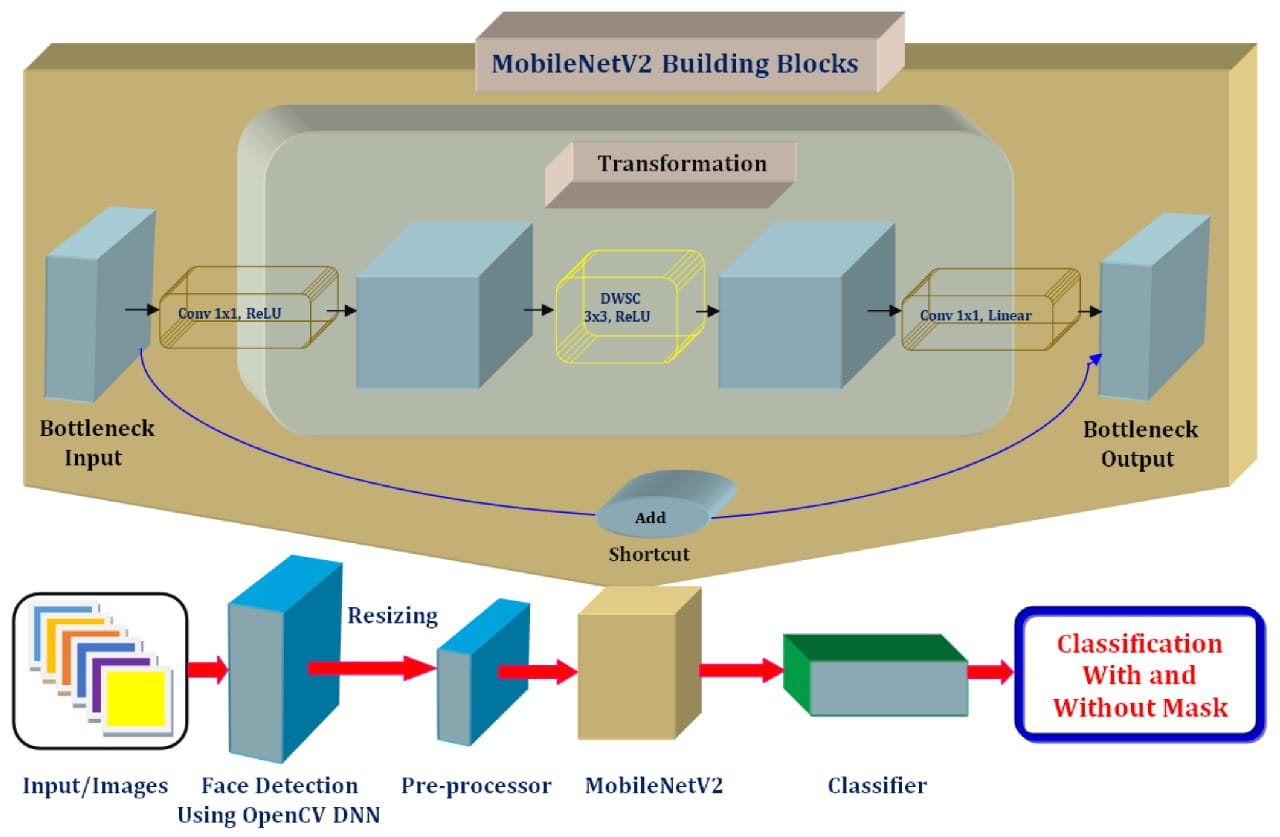 MobileNetV2 Building Blocks
Transformation
Conv 1x1, ReLU
DWSC
3x3, ReLU
Conv 1x1, Linear
Bottleneck
Input
Bottleneck
Output
Add
Shortcut
Resizing
Classification
With and
Without Mask
Input/Images
Face Detection
Using OpenCV DNN
Pre-processor
MobileNetV2
Classifier